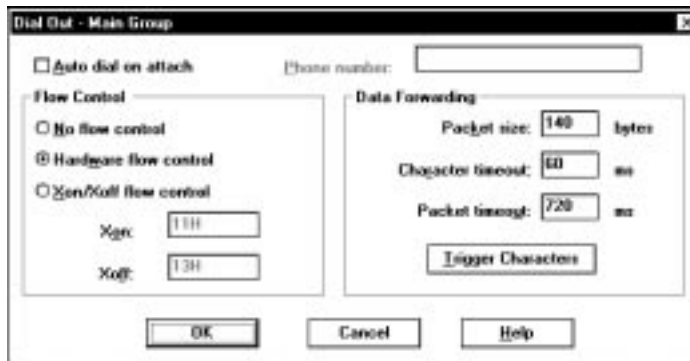 Dial Out - Main Group
Auto dial on attach
Phone number:
Flow Control
No flow control
Hardware flow control
Xon/Xoff flow control
Xon: 11H
Xoff: 13H
Data Forwarding
Packet size: 140 bytes
Character timeout: 60 ms
Packet timeout: 720 ms
Trigger Characters
OK
Cancel
Help